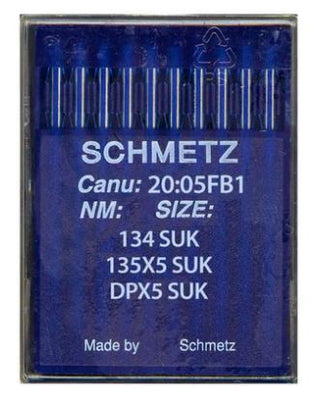 SCHMETZ
Canu: 20:05FB1
NM: SIZE:
134 SUK
135X5 SUK
DPX5 SUK
Made by Schmetz